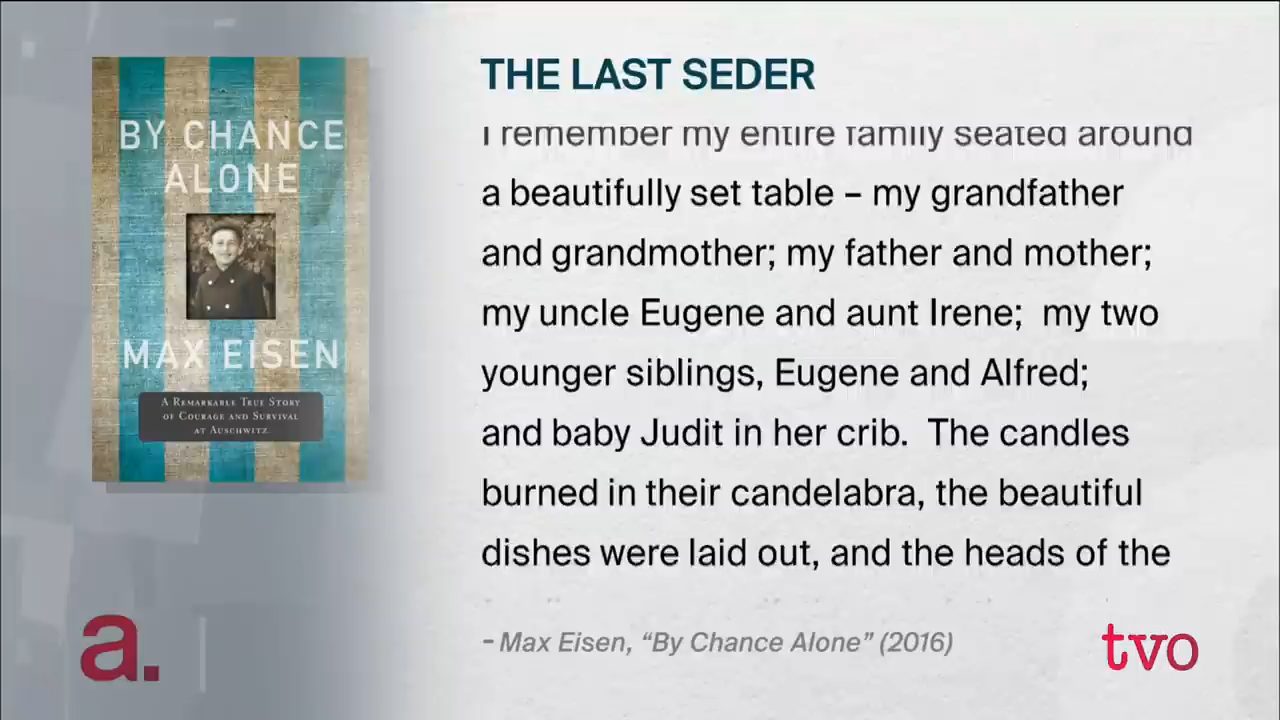 BY CHANCE
ALONE
MAX EISEN
A REMARKABLE TRUE STORY
OF COURAGE AND SURVIVAL
AT AUSCHWITZ
THE LAST SEDER
I remember my entire family seated around
a beautifully set table – my grandfather
and grandmother; my father and mother;
my uncle Eugene and aunt Irene;  my two
younger siblings, Eugene and Alfred;
and baby Judit in her crib.  The candles
burned in their candelabra, the beautiful
dishes were laid out, and the heads of the
– Max Eisen, “By Chance Alone” (2016)
a.
tvo